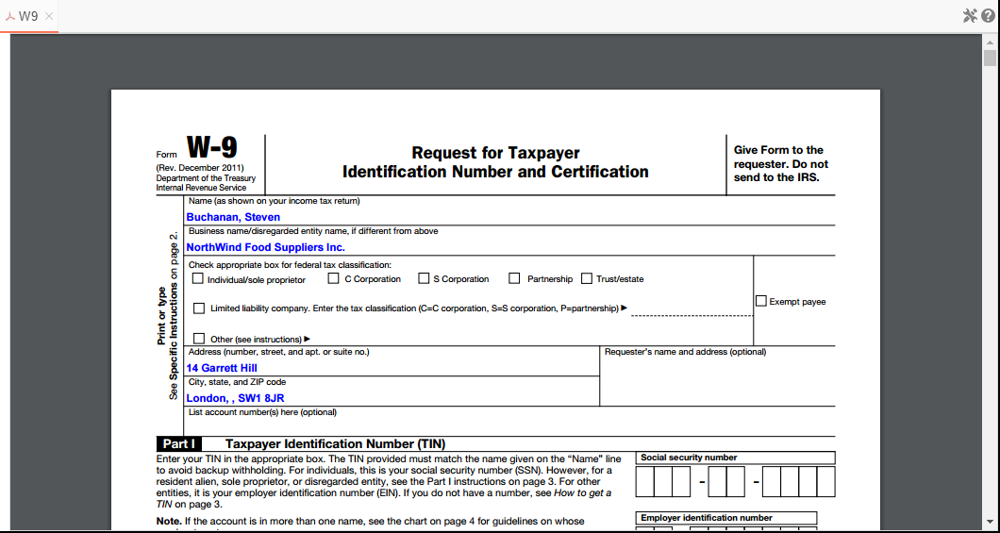 W9
Form W-9
(Rev. December 2011)
Department of the Treasury
Internal Revenue Service
Request for Taxpayer
Identification Number and Certification
Give Form to the
requester. Do not
send to the IRS.
Print or type
See Specific Instructions on page 2.
Name (as shown on your income tax return)
Buchanan, Steven
Business name/disregarded entity name, if different from above
NorthWind Food Suppliers Inc.
Check appropriate box for federal tax classification:
Individual/sole proprietor C Corporation S Corporation Partnership Trust/estate
Limited liability company. Enter the tax classification (C=C corporation, S=S corporation, P=partnership) ▶
Exempt payee
Other (see instructions) ▶
Address (number, street, and apt. or suite no.)
14 Garrett Hill
Requester's name and address (optional)
City, state, and ZIP code
London, , SW1 8JR
List account number(s) here (optional)
Part I Taxpayer Identification Number (TIN)
Enter your TIN in the appropriate box. The TIN provided must match the name given on the “Name” line
to avoid backup withholding. For individuals, this is your social security number (SSN). However, for a
resident alien, sole proprietor, or disregarded entity, see the Part I instructions on page 3. For other
entities, it is your employer identification number (EIN). If you do not have a number, see How to get a
TIN on page 3.
Social security number
– –
Note. If the account is in more than one name, see the chart on page 4 for guidelines on whose
Employer identification number